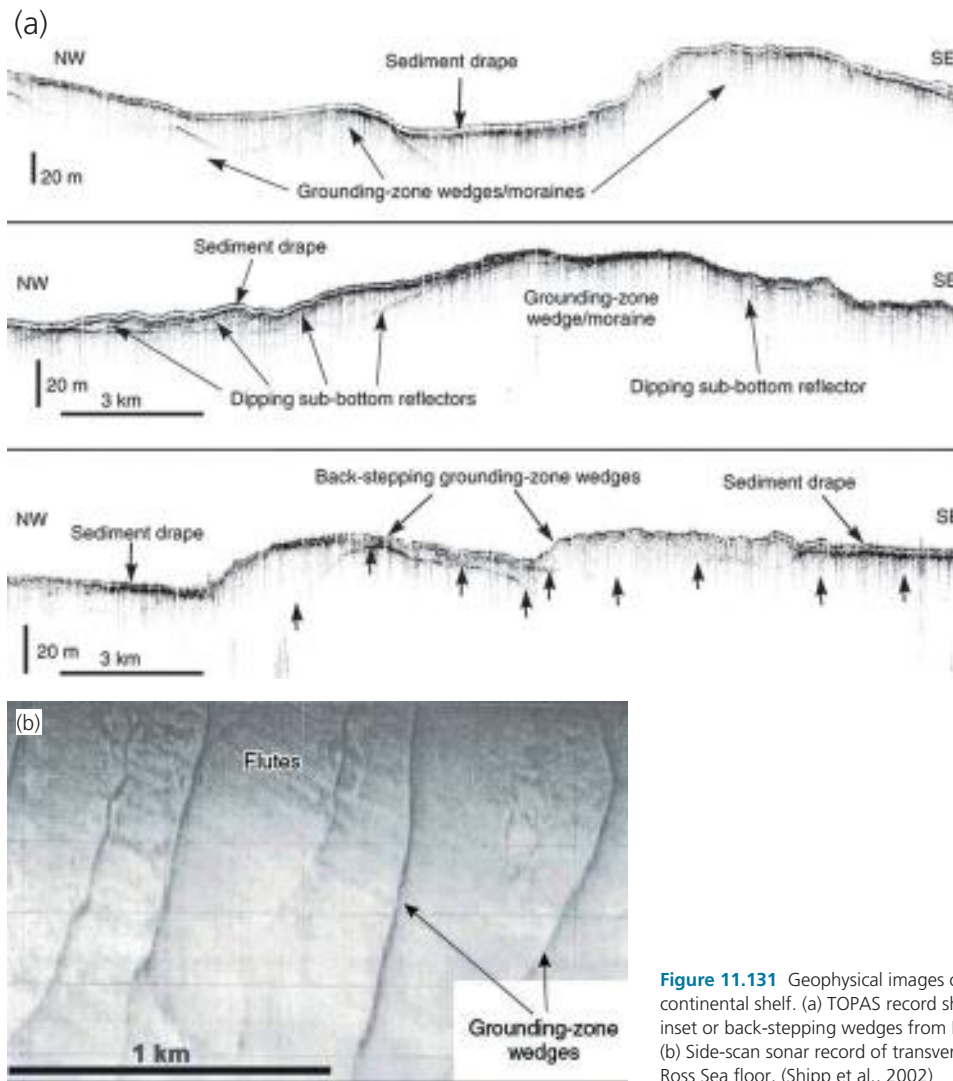 (a)
NW
Sediment drape
SE
20 m
Grounding-zone wedges/moraines
Sediment drape
NW
SE
Grounding-zone
wedge/moraine
20 m
3 km
Dipping sub-bottom reflectors
Dipping sub-bottom reflector
Back-stepping grounding-zone wedges
Sediment drape
NW
SE
Sediment drape
20 m
3 km
(b)
Flutes
Grounding-zone
wedges
1 km
Figure 11.131 Geophysical images
continental shelf. (a) TOPAS record
inset or back-stepping wedges from
(b) Side-scan sonar record of
Ross Sea floor. (Shipp et al., 2002)